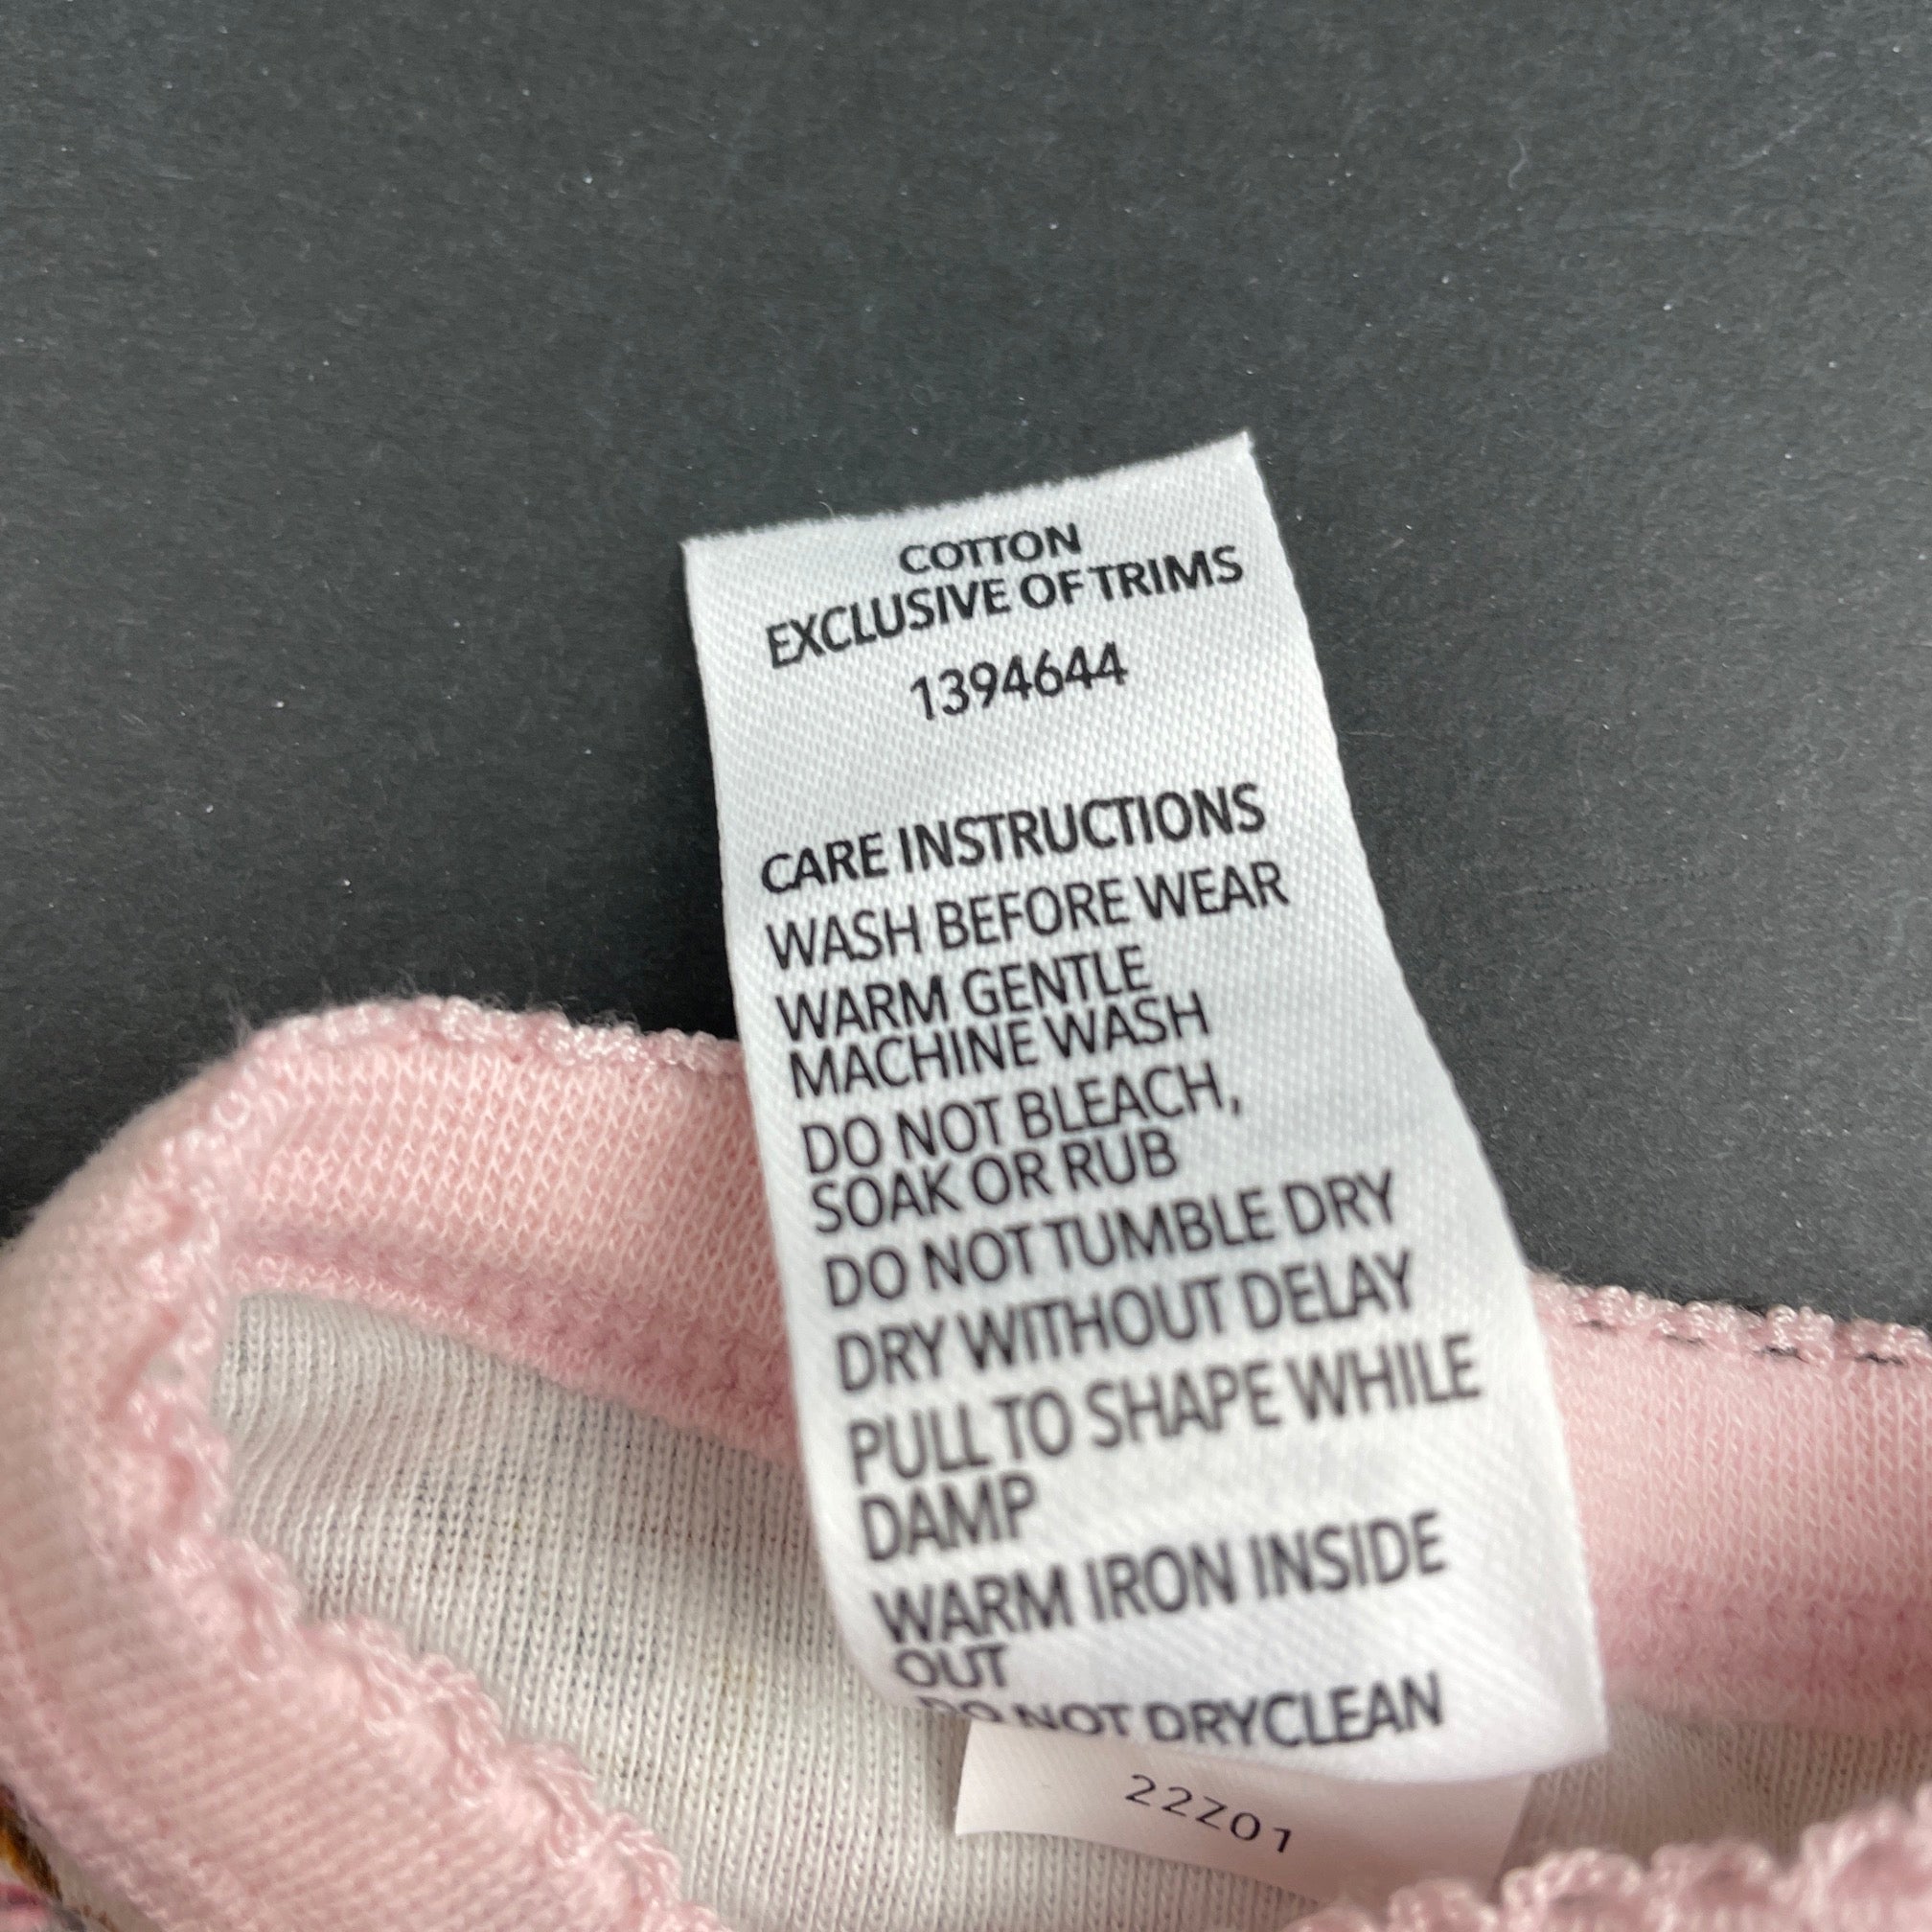 COTTON
EXCLUSIVE OF TRIMS
1394644
CARE INSTRUCTIONS
WASH BEFORE WEAR
WARM GENTLE
MACHINE WASH
DO NOT BLEACH,
SOAK OR RUB
DO NOT TUMBLE DRY
DRY WITHOUT DELAY
PULL TO SHAPE WHILE
DAMP
WARM IRON INSIDE
OUT
DO NOT DRYCLEAN
22Z01